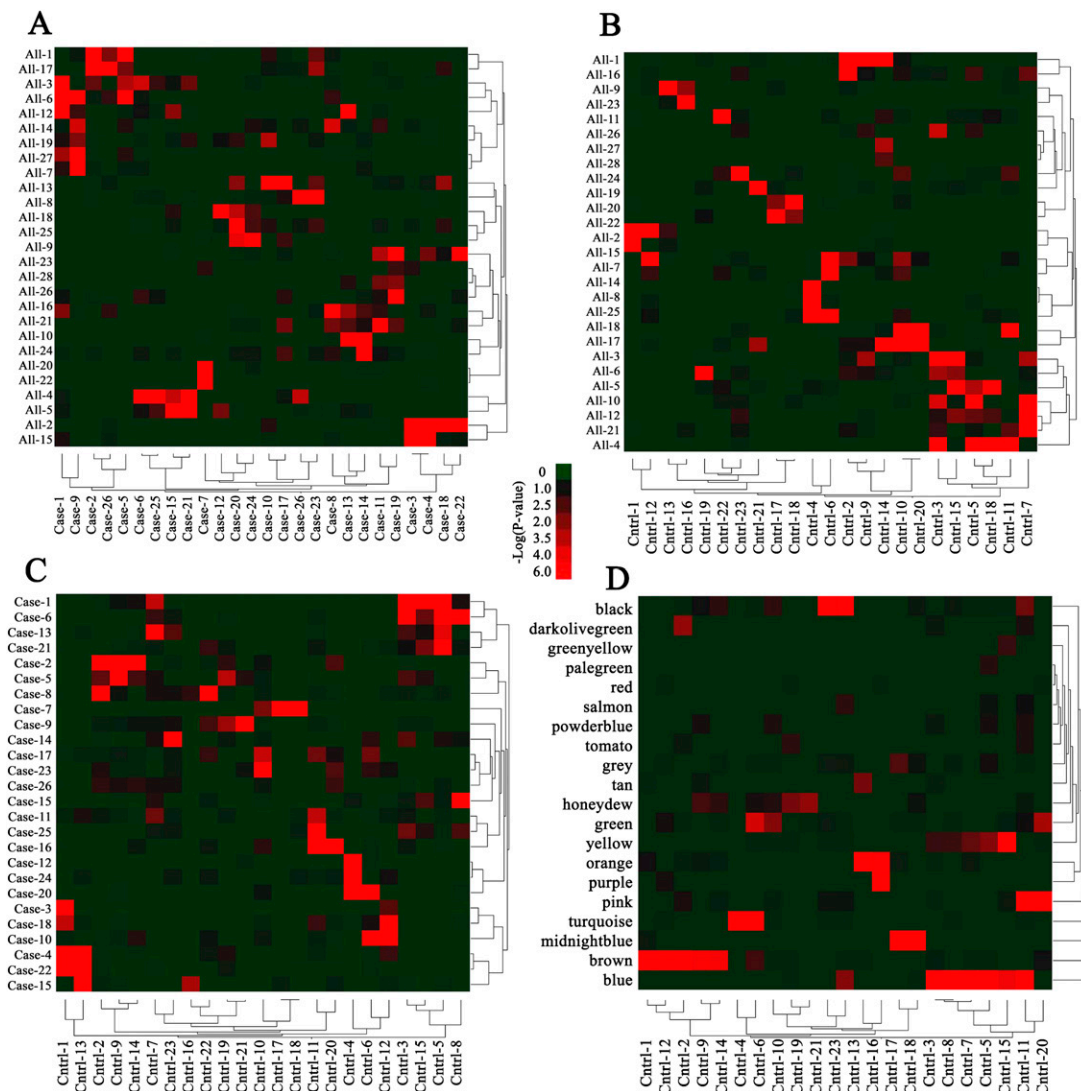 A
All-1
All-17
All-3
All-6
All-12
All-14
All-19
All-27
All-7
All-13
All-8
All-18
All-25
All-9
All-23
All-28
All-26
All-16
All-21
All-10
All-24
All-20
All-22
All-4
All-5
All-2
All-15
Case-1
Case-9
Case-2
Case-26
Case-5
Case-6
Case-25
Case-15
Case-21
Case-7
Case-12
Case-20
Case-24
Case-10
Case-17
Case-26
Case-23
Case-8
Case-13
Case-14
Case-11
Case-19
Case-3
Case-4
Case-18
Case-22
B
All-1
All-16
All-9
All-23
All-11
All-26
All-27
All-28
All-24
All-19
All-20
All-22
All-2
All-15
All-7
All-14
All-8
All-25
All-18
All-17
All-3
All-6
All-5
All-10
All-12
All-21
All-4
Cntrl-1
Cntrl-12
Cntrl-13
Cntrl-16
Cntrl-19
Cntrl-22
Cntrl-23
Cntrl-21
Cntrl-17
Cntrl-18
Cntrl-4
Cntrl-6
Cntrl-2
Cntrl-9
Cntrl-14
Cntrl-10
Cntrl-20
Cntrl-3
Cntrl-15
Cntrl-5
Cntrl-18
Cntrl-11
Cntrl-7
-Log(P-value)
0
1.0
2.5
2.5
3.5
4.0
6.0
C
Case-1
Case-6
Case-13
Case-21
Case-2
Case-5
Case-8
Case-7
Case-9
Case-14
Case-17
Case-23
Case-26
Case-15
Case-11
Case-25
Case-16
Case-12
Case-24
Case-20
Case-3
Case-18
Case-10
Case-4
Case-22
Case-15
Cntrl-1
Cntrl-13
Cntrl-2
Cntrl-9
Cntrl-14
Cntrl-7
Cntrl-23
Cntrl-16
Cntrl-22
Cntrl-19
Cntrl-21
Cntrl-10
Cntrl-17
Cntrl-18
Cntrl-11
Cntrl-20
Cntrl-4
Cntrl-6
Cntrl-12
Cntrl-3
Cntrl-15
Cntrl-5
Cntrl-8
D
black
darkolivegreen
greenyellow
palegreen
red
salmon
powderblue
tomato
grey
tan
honeydew
green
yellow
orange
purple
pink
turquoise
midnightblue
brown
blue
Cntrl-1
Cntrl-12
Cntrl-2
Cntrl-9
Cntrl-14
Cntrl-4
Cntrl-6
Cntrl-10
Cntrl-19
Cntrl-21
Cntrl-22
Cntrl-23
Cntrl-13
Cntrl-16
Cntrl-17
Cntrl-18
Cntrl-3
Cntrl-8
Cntrl-7
Cntrl-5
Cntrl-15
Cntrl-11
Cntrl-20